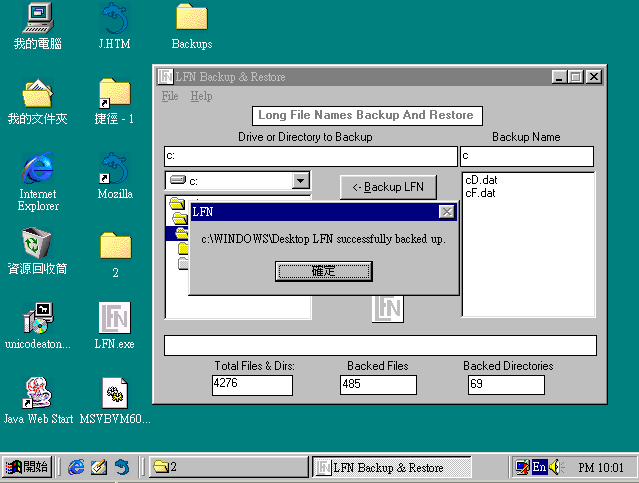 我的電腦
J.HTM
Backups
我的文件夾
捷徑 - 1
Internet
Explorer
Mozilla
資源回收筒
2
unicodeaton...
LFN.exe
Java Web Start
MSVBVM60...
LFN Backup & Restore
File Help
Long File Names Backup And Restore
Drive or Directory to Backup
Backup Name
c:
c
c:
<- Backup LFN
cD.dat
cF.dat
LFN
c:\WINDOWS\Desktop LFN successfully backed up.
確定
LFN
Total Files & Dirs:
Backed Files
Backed Directories
4276
485
69
開始
2
LFN Backup & Restore
En
PM 10:01